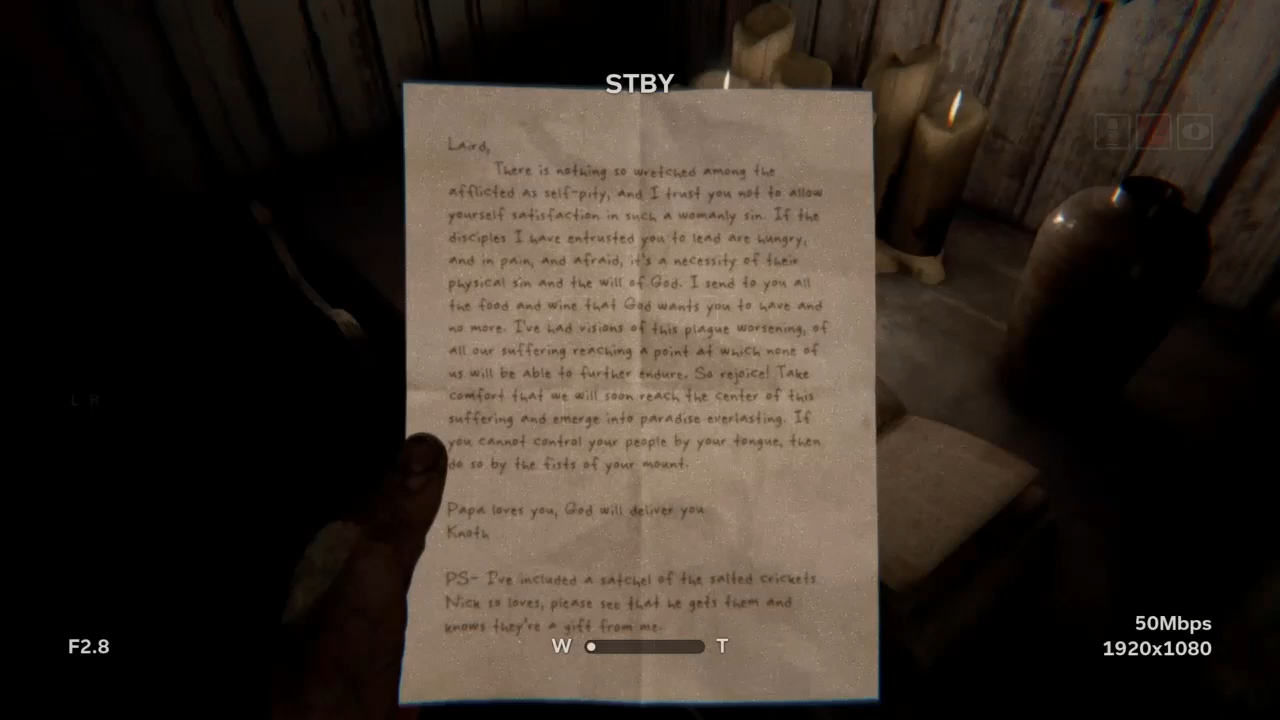 STBY
Laird,
There is nothing so wretched among the
afflicted as self-pity, and I trust you not to allow
yourself satisfaction in such a womanly sin. If the
disciples I have entrusted you to lead are hungry,
and in pain, and afraid, it's a necessity of their
physical sin and the will of God. I send to you all
the food and wine that God wants you to have and
no more. I've had visions of this plague worsening, of
all our suffering reaching a point at which none of
us will be able to further endure. So rejoice! Take
comfort that we will soon reach the center of this
suffering and emerge into paradise everlasting. If
you cannot control your people by your tongue, then
do so by the fists of your mount.
Papa loves you, God will deliver you
Knoth
PS- I've included a satchel of the salted crickets
Nick so loves, please see that he gets them and
knows they're a gift from me.
L R
F2.8
W T
50Mbps
1920x1080